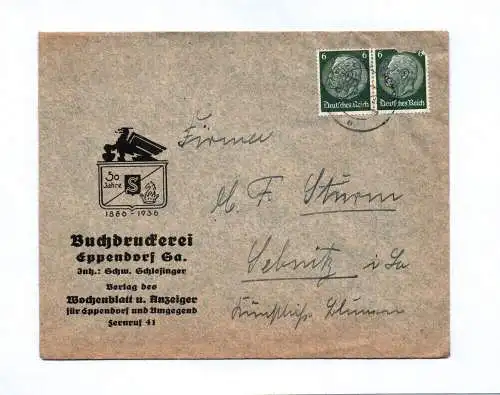 6 6
Deutsches Reich Deutsches Reich
Firma
50
Jahre
S
1886 - 1936
M. F. Sturm
Buchdruckerei
Eppendorf Sa.
Inh.: Schw. Schlesinger
Verlag des
Wochenblatt u. Anzeiger
für Eppendorf und Umgegend
Fernruf 41
Sebnitz i Sa
Künstliche Blumen